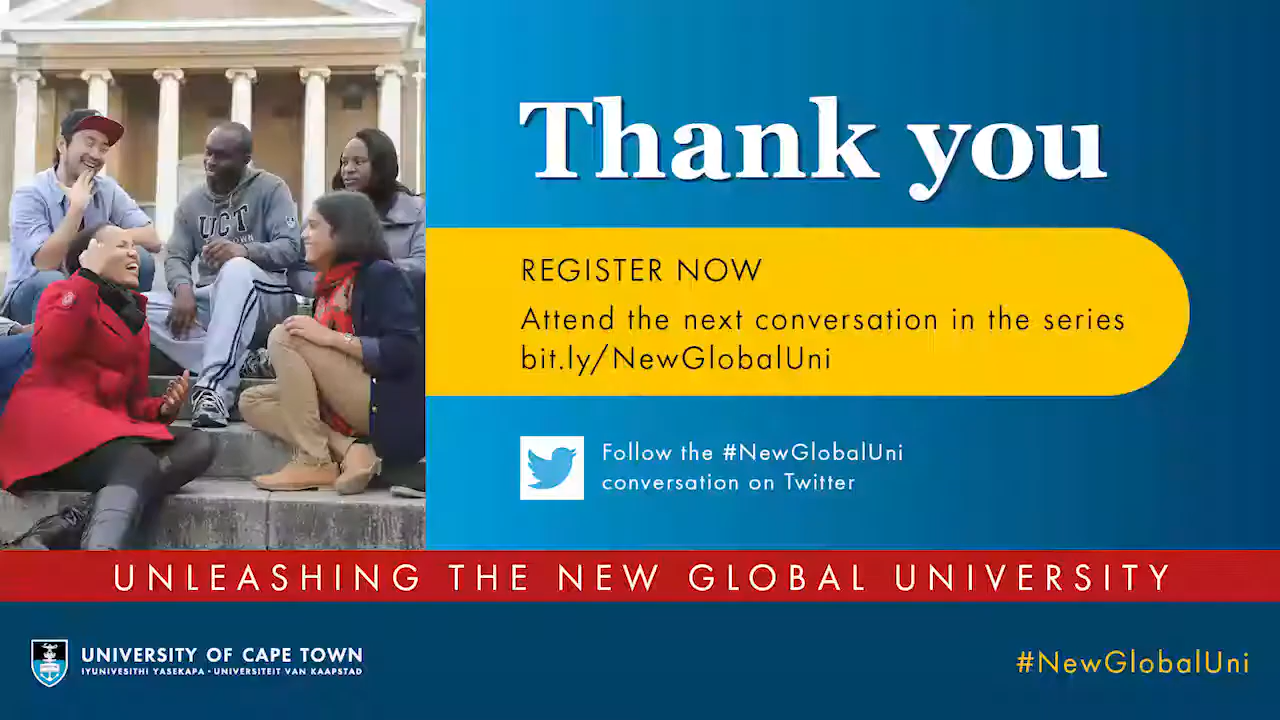 Thank you
REGISTER NOW
Attend the next conversation in the series
bit.ly/NewGlobalUni
Follow the #NewGlobalUni
conversation on Twitter
UCT
UNLEASHING THE NEW GLOBAL UNIVERSITY
UNIVERSITY OF CAPE TOWN
IYUNIVESITHI YASEKAPA · UNIVERSITEIT VAN KAAPSTAD
#NewGlobalUni